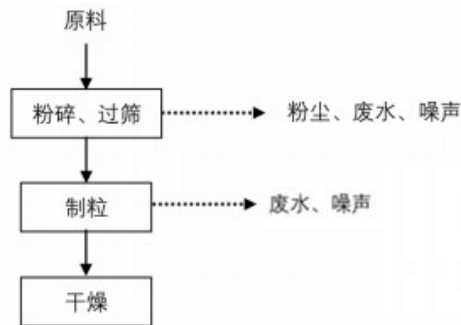 原料
粉碎、过筛
粉尘、废水、噪声
制粒
废水、噪声
干燥